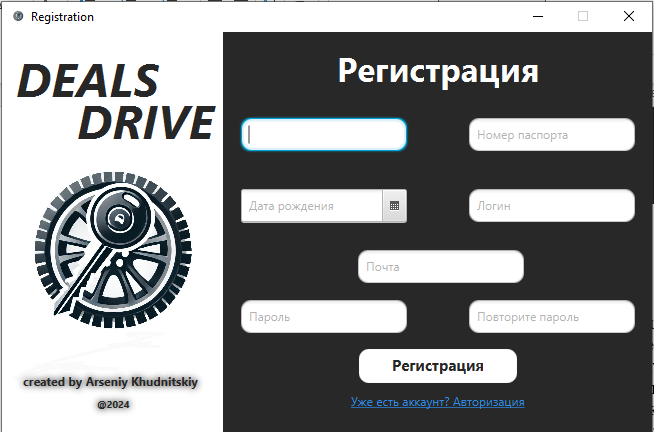 Registration
DEALS
DRIVE
D
created by Arseniy Khudnitskiy
@2024
Регистрация
Номер паспорта
Дата рождения
Логин
Почта
Пароль
Повторите пароль
Регистрация
Уже есть аккаунт? Авторизация